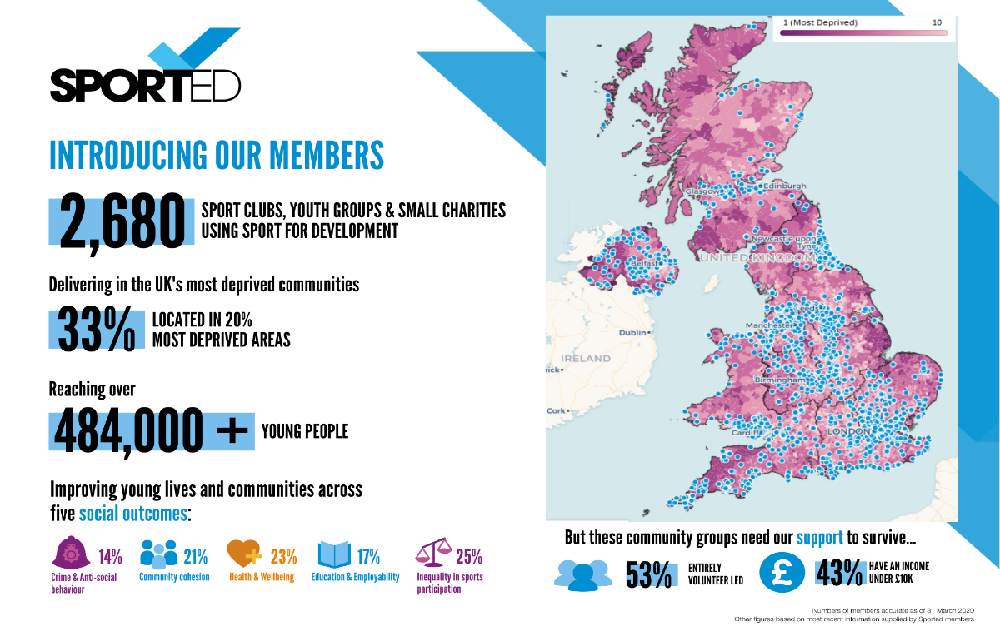 SPORTED
INTRODUCING OUR MEMBERS
2,680
SPORT CLUBS, YOUTH GROUPS & SMALL CHARITIES
USING SPORT FOR DEVELOPMENT
Delivering in the UK's most deprived communities
33%
LOCATED IN 20%
MOST DEPRIVED AREAS
Reaching over
484,000 +
YOUNG PEOPLE
Improving young lives and communities across
five social outcomes:
14%
Crime & Anti-social
behaviour
21%
Community cohesion
23%
Health & Wellbeing
17%
Education & Employability
25%
Inequality in sports
participation
1 (Most Deprived) 10
Edinburgh
Glasgow
Newcastle upon
Tyne
UNITED KINGDOM
Belfast
Leeds
Manchester
Dublin
IRELAND
rick
Birmingham
Cork
Cardiff
LONDON
But these community groups need our support to survive...
53%
ENTIRELY
VOLUNTEER LED
£
43%
HAVE AN INCOME
UNDER £10K
Numbers of members accurate as of 31 March 2020
Other figures based on most recent information supplied by Sported members